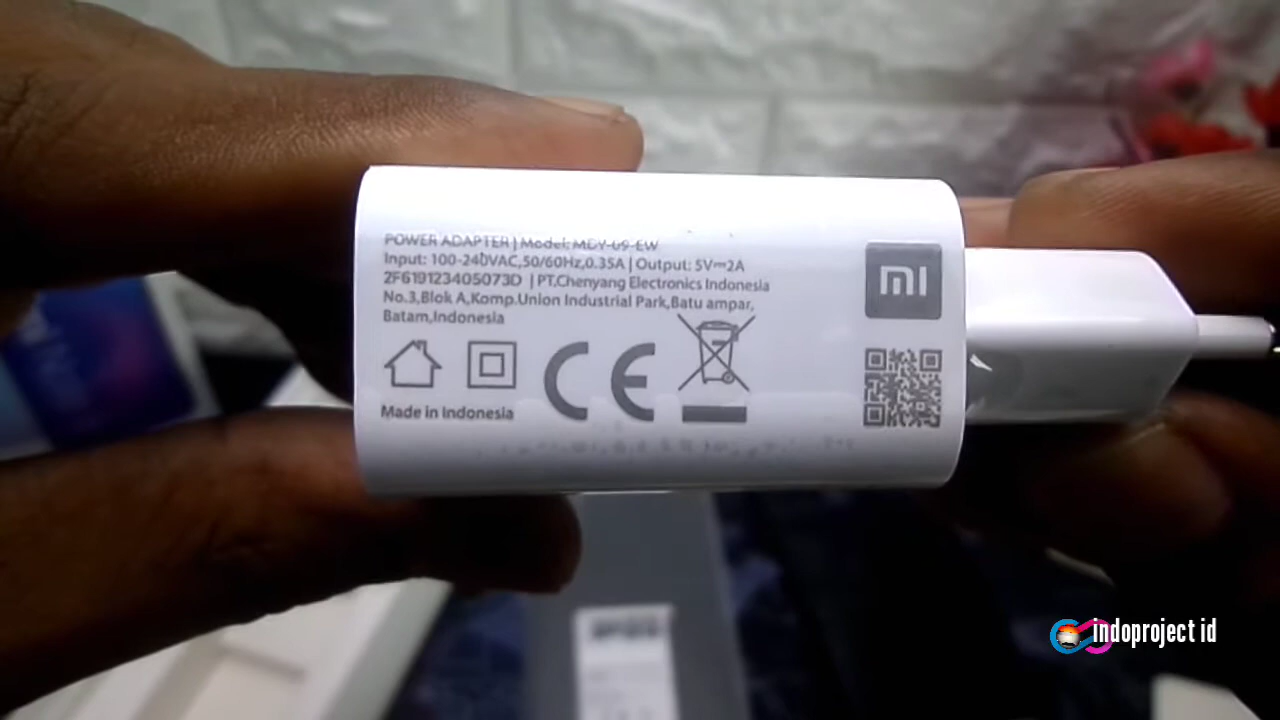 POWER ADAPTER | Model: MDY-09-EW
Input: 100-240VAC,50/60Hz,0.35A | Output: 5V⎓2A
ZF619123405073D | PT.Chenyang Electronics Indonesia
No.3,Blok A,Komp.Union Industrial Park,Batu ampar,
Batam,Indonesia
mi
CE
Made in Indonesia
indoproject id